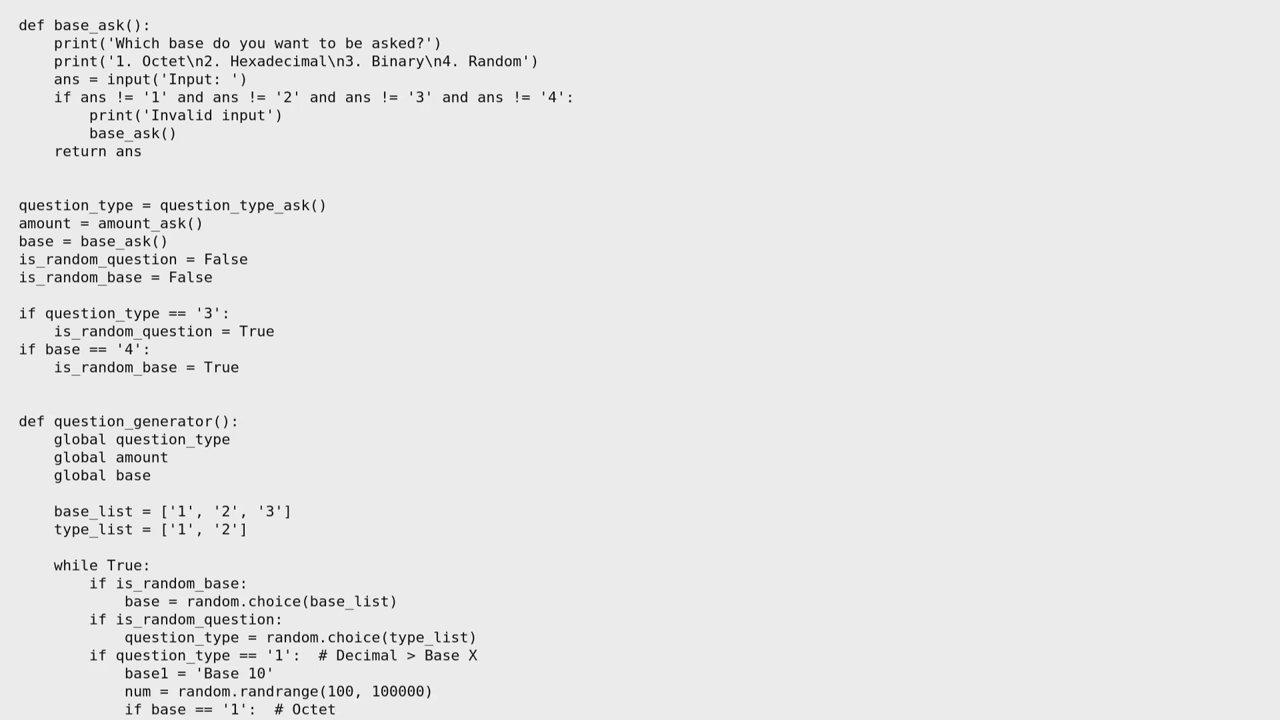 def base_ask():
    print('Which base do you want to be asked?')
    print('1. Octet\n2. Hexadecimal\n3. Binary\n4. Random')
    ans = input('Input: ')
    if ans != '1' and ans != '2' and ans != '3' and ans != '4':
        print('Invalid input')
        base_ask()
    return ans


question_type = question_type_ask()
amount = amount_ask()
base = base_ask()
is_random_question = False
is_random_base = False

if question_type == '3':
    is_random_question = True
if base == '4':
    is_random_base = True


def question_generator():
    global question_type
    global amount
    global base

    base_list = ['1', '2', '3']
    type_list = ['1', '2']

    while True:
        if is_random_base:
            base = random.choice(base_list)
        if is_random_question:
            question_type = random.choice(type_list)
        if question_type == '1':  # Decimal > Base X
            base1 = 'Base 10'
            num = random.randrange(100, 100000)
            if base == '1':  # Octet